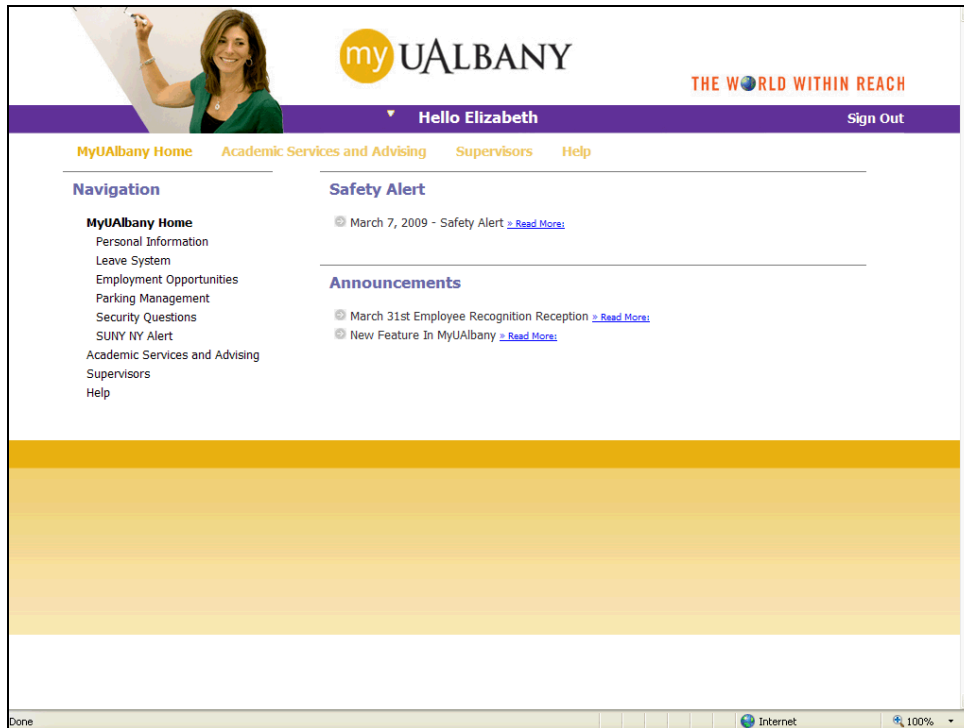 my UALBANY
THE WORLD WITHIN REACH
Hello Elizabeth
Sign Out
MyUAlbany Home Academic Services and Advising Supervisors Help
Navigation
MyUAlbany Home
Personal Information
Leave System
Employment Opportunities
Parking Management
Security Questions
SUNY NY Alert
Academic Services and Advising
Supervisors
Help
Safety Alert
March 7, 2009 - Safety Alert » Read More:
Announcements
March 31st Employee Recognition Reception » Read More:
New Feature In MyUAlbany » Read More:
Done
Internet
100%